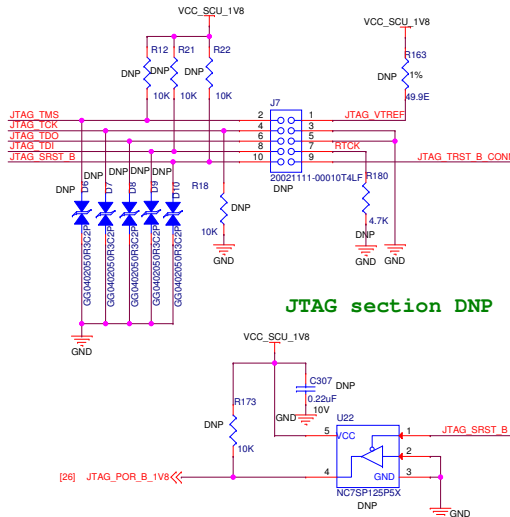 VCC_SCU_1V8
VCC_SCU_1V8
R12 R21 R22
R163
DNP DNP DNP
DNP 1%
10K 10K 10K
49.9E
J7
JTAG_TMS 2 1 JTAG_VTREF
JTAG_TCK 4 3
JTAG_TDO 6 5
JTAG_TDI 8 7 RTCK
JTAG_SRST_B 10 9 JTAG_TRST_B_CONN
20021111-00010T4LF
DNP
DNP DNP DNP DNP DNP
D6 D7 D8 D9 D10
GG0402050R3C2P GG0402050R3C2P GG0402050R3C2P GG0402050R3C2P GG0402050R3C2P
R18
DNP
10K
GND
R180
4.7K
DNP
GND
GND
GND
JTAG section DNP
VCC_SCU_1V8
C307 DNP
0.22uF
10V
GND
R173
DNP
10K
U22
5 VCC 1 JTAG_SRST_B
2
4 GND 3
NC7SP125P5X
DNP
[26] JTAG_POR_B_1V8
GND